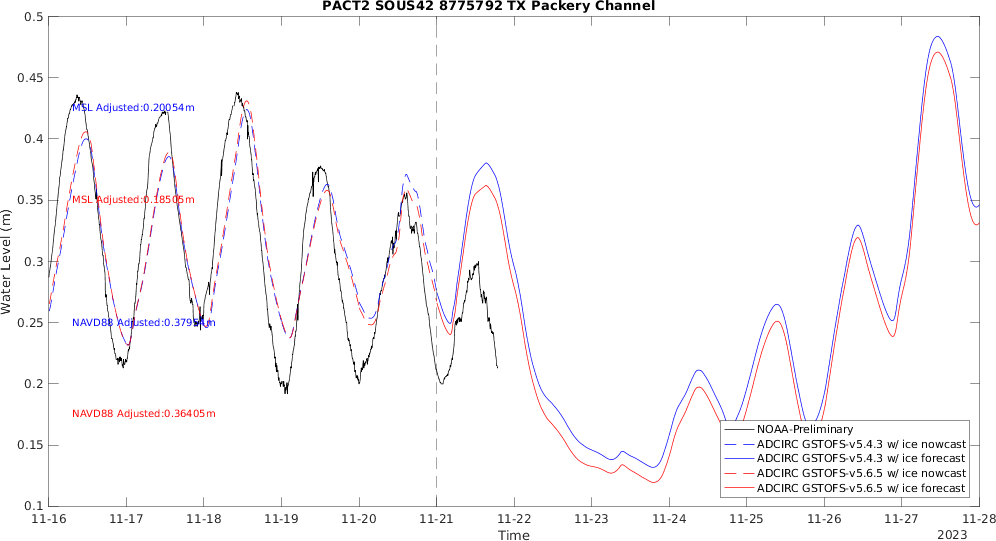 PACT2 SOUS42 8775792 TX Packery Channel
0.5
0.45
0.4
0.35
0.3
0.25
0.2
0.15
0.1
Water Level (m)
MSL Adjusted:0.20054m
MSL Adjusted:0.18505m
NAVD88
NAVD88 Adjusted:0.36405m
NOAA-Preliminary
ADCIRC GSTOFS-v5.4.3 w/ ice nowcast
ADCIRC GSTOFS-v5.4.3 w/ ice forecast
ADCIRC GSTOFS-v5.6.5 w/ ice nowcast
ADCIRC GSTOFS-v5.6.5 w/ ice forecast
11-16 11-17 11-18 11-19 11-20 11-21 11-22 11-23 11-24 11-25 11-26 11-27 11-28
Time
2023